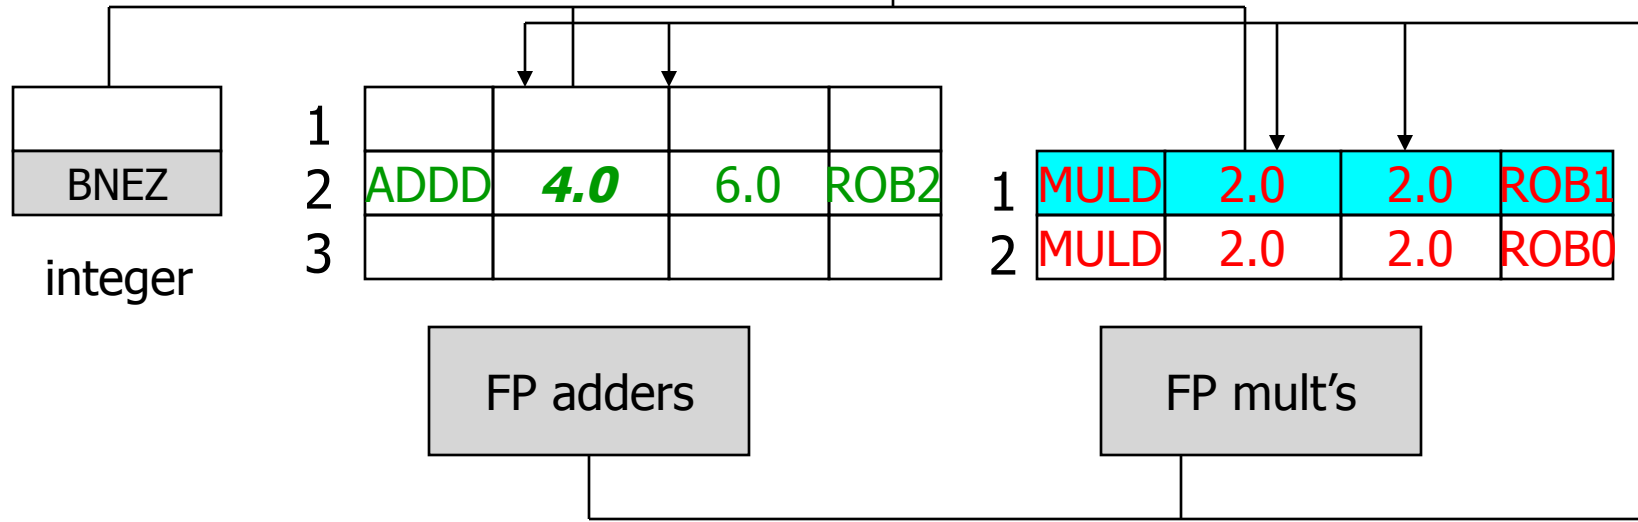 1
BNEZ 2 ADDD 4.0 6.0 ROB2 1 MULD 2.0 2.0 ROB1
3 2 MULD 2.0 2.0 ROB0
integer
FP adders FP mult’s